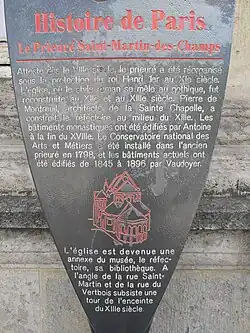 Histoire de Paris
Le Prieuré Saint-Martin-des-Champs
Attesté dès le VIIIe siècle, le prieuré a été réorganisé
sous la protection du roi Henri Ier au XIe siècle.
L'église, où le style roman se mêle au gothique, fut
reconstruite au XIIe et au XIIIe siècle. Pierre de
Montreuil, architecte de la Sainte Chapelle, a
construit le réfectoire au milieu du XIIIe. Les
bâtiments monastiques ont été édifiés par Antoine
à la fin du XVIIIe. Le Conservatoire national des
Arts et Métiers a été installé dans l'ancien
prieuré en 1798, et les bâtiments actuels ont
été édifiés de 1845 à 1896 par Vaudoyer.
L'église est devenue une
annexe du musée, le réfec-
toire, sa bibliothèque. A
l'angle de la rue Saint-
Martin et de la rue du
Vertbois subsiste une
tour de l'enceinte
du XIIIe siècle